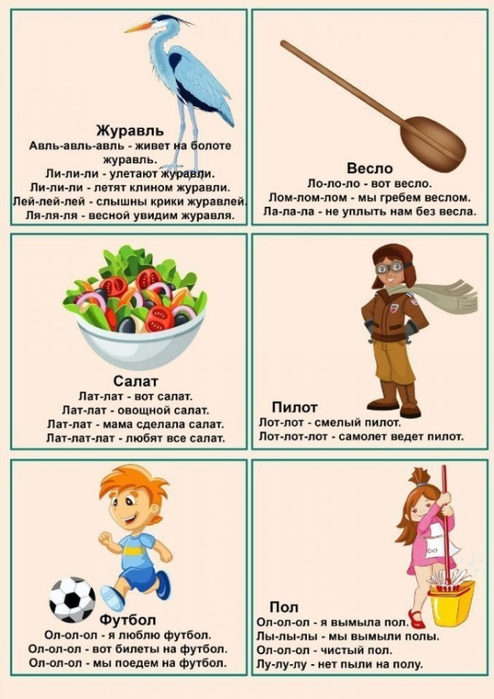 Журавль
Авль-авль-авль - живет на болоте
журавль.
Ли-ли-ли - улетают журавли.
Ли-ли-ли - летят клином журавли.
Лей-лей-лей - слышны крики журавлей.
Ля-ля-ля - весной увидим журавля.
Весло
Ло-ло-ло - вот весло.
Лом-лом-лом - мы гребем веслом.
Ла-ла-ла - не уплыть нам без весла.
Салат
Лат-лат - вот салат.
Лат-лат - овощной салат.
Лат-лат - мама сделала салат.
Лат-лат-лат - любят все салат.
Пилот
Лот-лот - смелый пилот.
Лот-лот-лот - самолет ведет пилот.
Футбол
Ол-ол-ол - я люблю футбол.
Ол-ол-ол - вот билеты на футбол.
Ол-ол-ол - мы поедем на футбол.
Пол
Ол-ол-ол - я вымыла пол.
Лы-лы-лы - мы вымыли полы.
Ол-ол-ол - чистый пол.
Лу-лу-лу - нет пыли на полу.